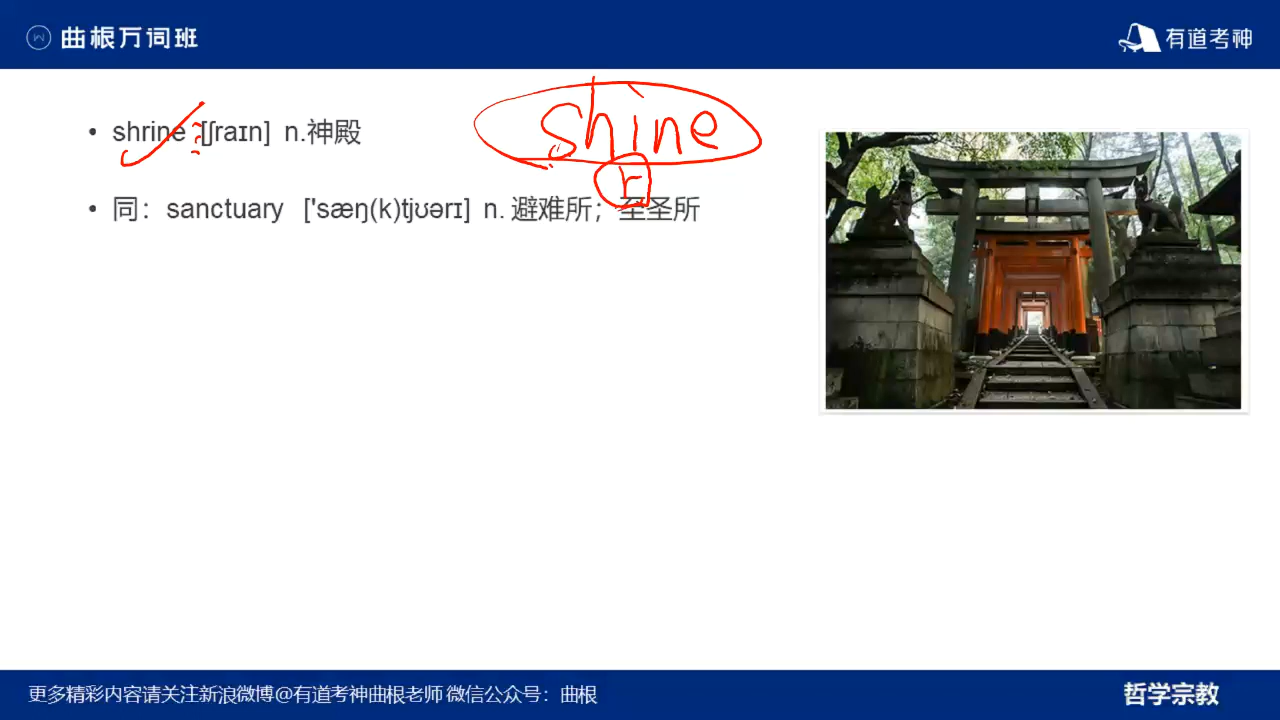 曲根万词班
有道考神
• shrine [ʃraɪn] n.神殿
shine
r
• 同：sanctuary ['sæŋ(k)tjʊərɪ] n. 避难所；至圣所
更多精彩内容请关注新浪微博@有道考神曲根老师 微信公众号：曲根
哲学宗教